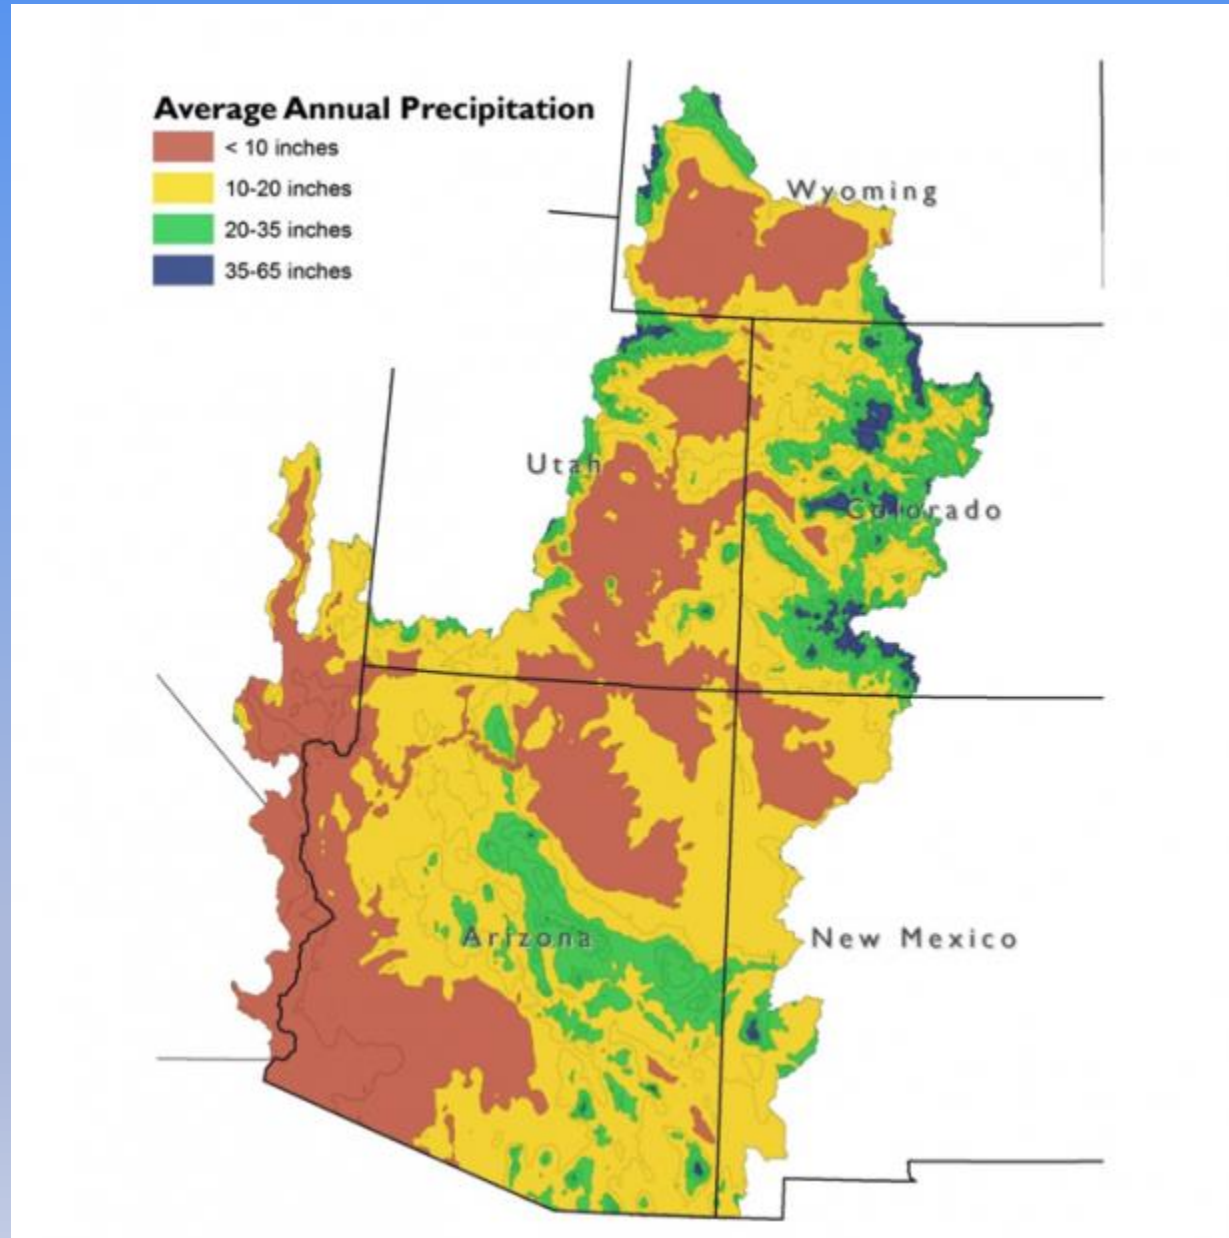 Average Annual Precipitation
< 10 inches
10-20 inches
20-35 inches
35-65 inches
Wyoming
Utah
Colorado
Arizona
New Mexico